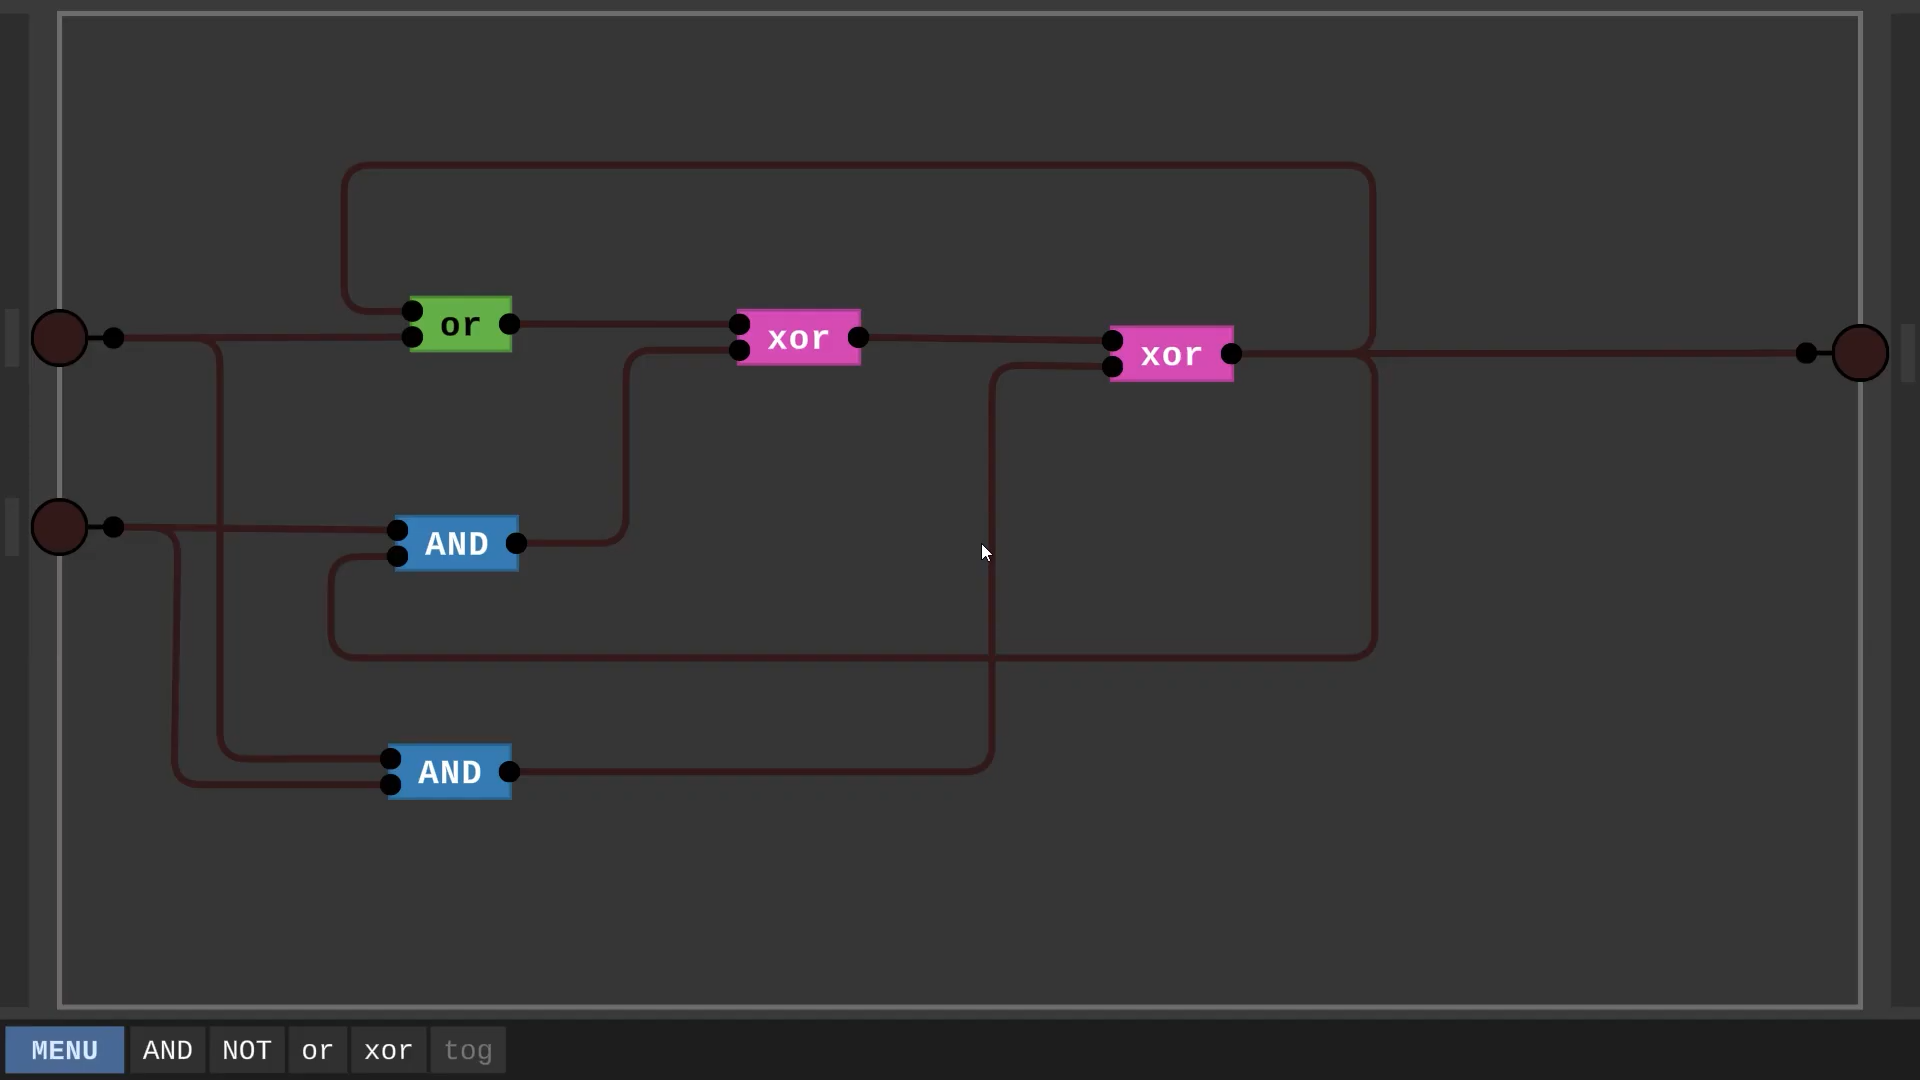 or
xor
xor
AND
AND
MENU AND NOT or xor tog